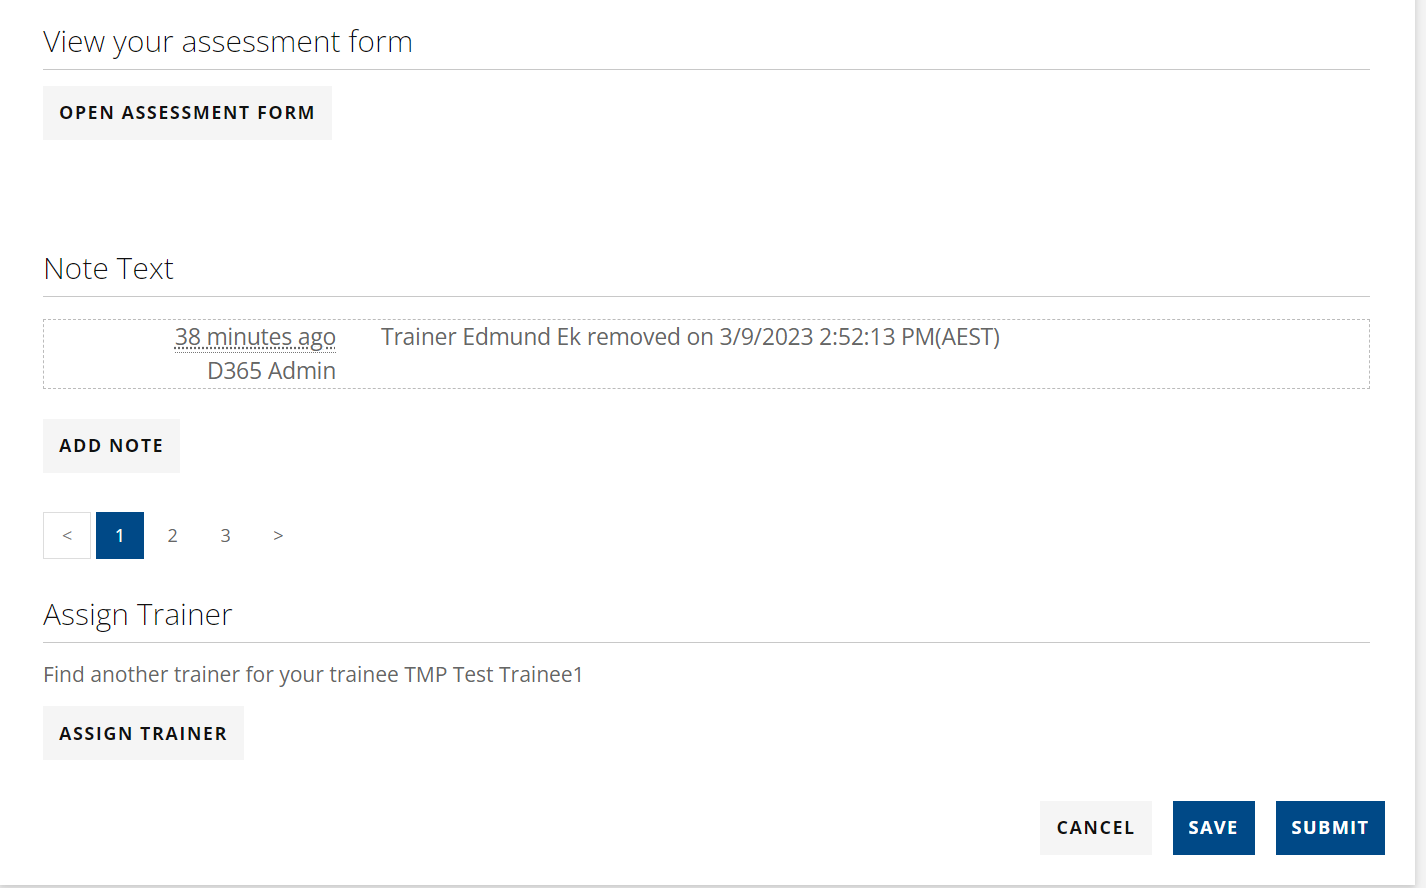 View your assessment form
OPEN ASSESSMENT FORM
Note Text
38 minutes ago Trainer Edmund Ek removed on 3/9/2023 2:52:13 PM(AEST)
D365 Admin
ADD NOTE
< 1 2 3 >
Assign Trainer
Find another trainer for your trainee TMP Test Trainee1
ASSIGN TRAINER
CANCEL SAVE SUBMIT